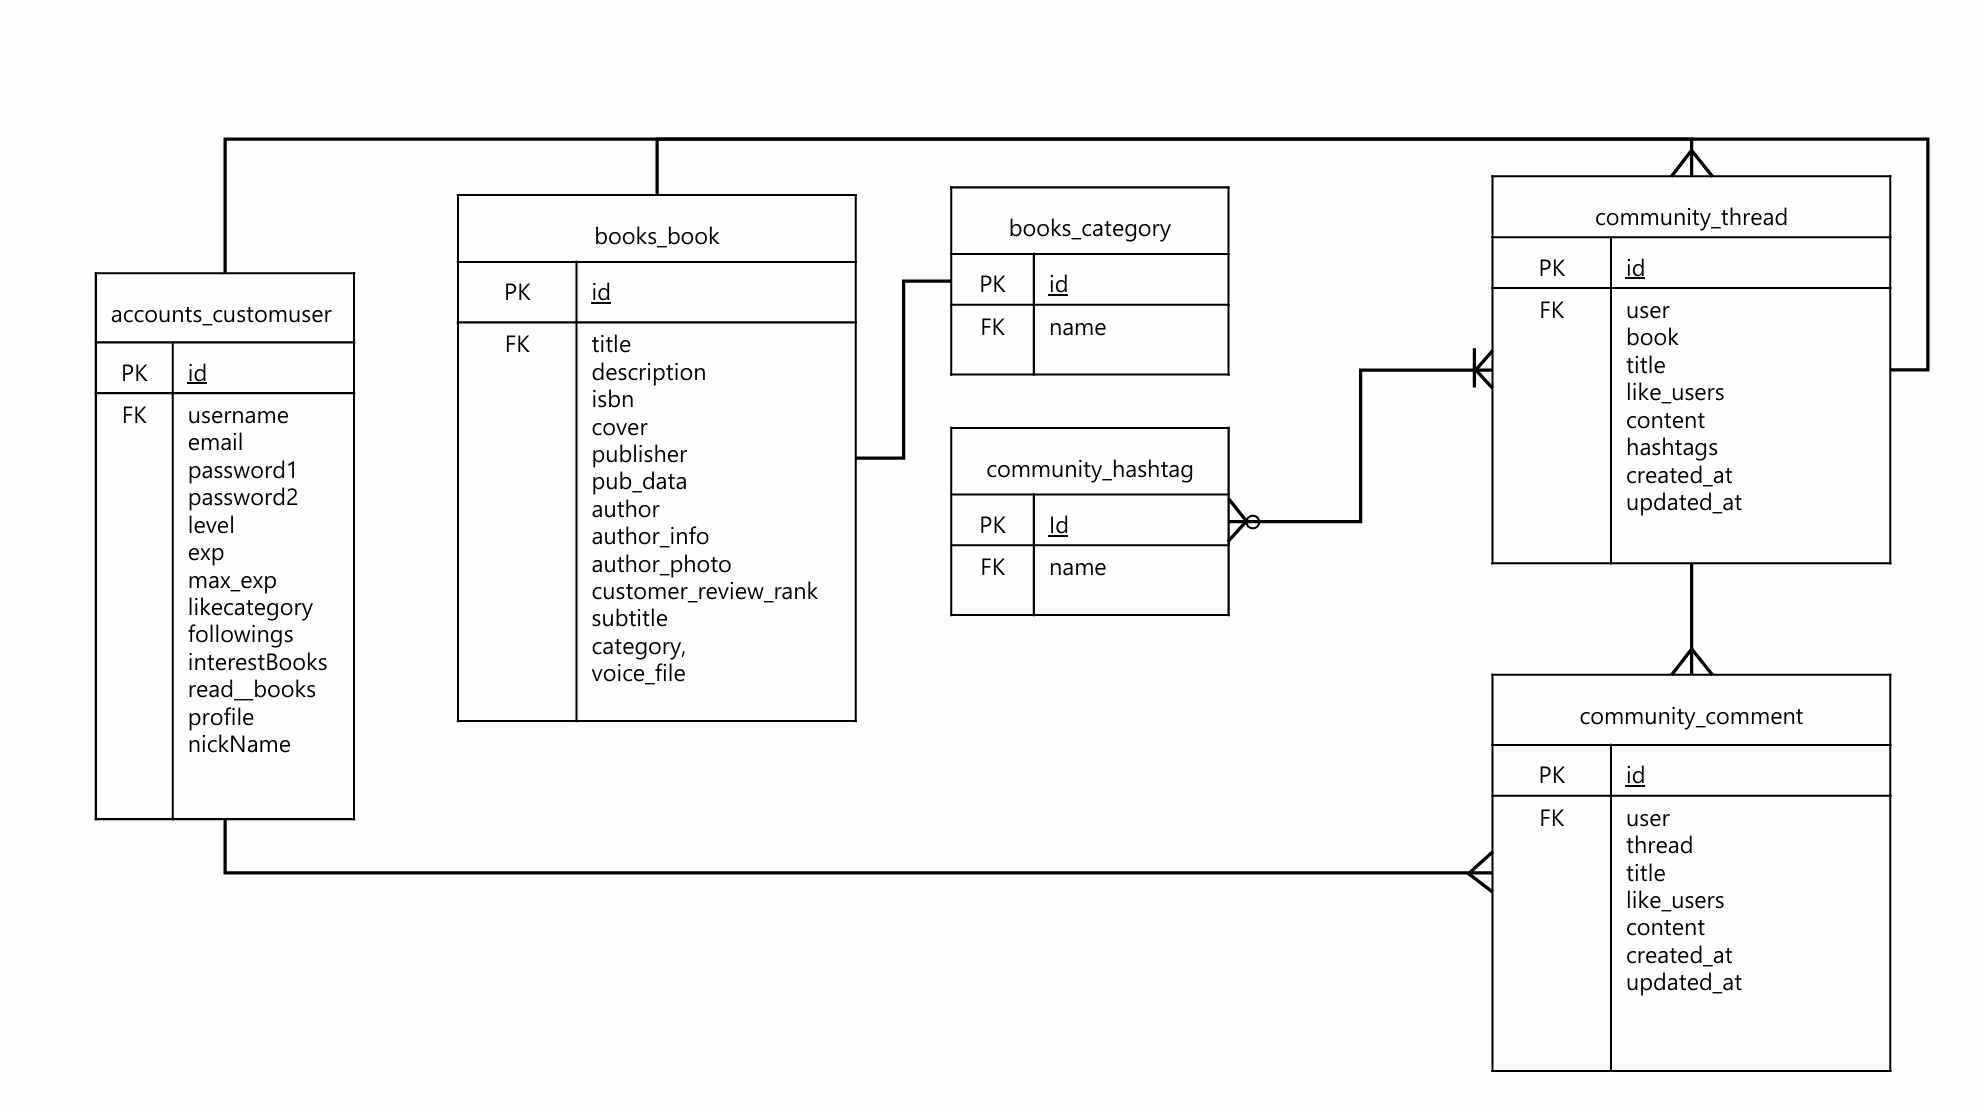 accounts_customuser
PK id
FK username
email
password1
password2
level
exp
max_exp
likecategory
followings
interestBooks
read__books
profile
nickName
books_book
PK id
FK title
description
isbn
cover
publisher
pub_data
author
author_info
author_photo
customer_review_rank
subtitle
category,
voice_file
books_category
PK id
FK name
community_hashtag
PK Id
FK name
community_thread
PK id
FK user
book
title
like_users
content
hashtags
created_at
updated_at
community_comment
PK id
FK user
thread
title
like_users
content
created_at
updated_at